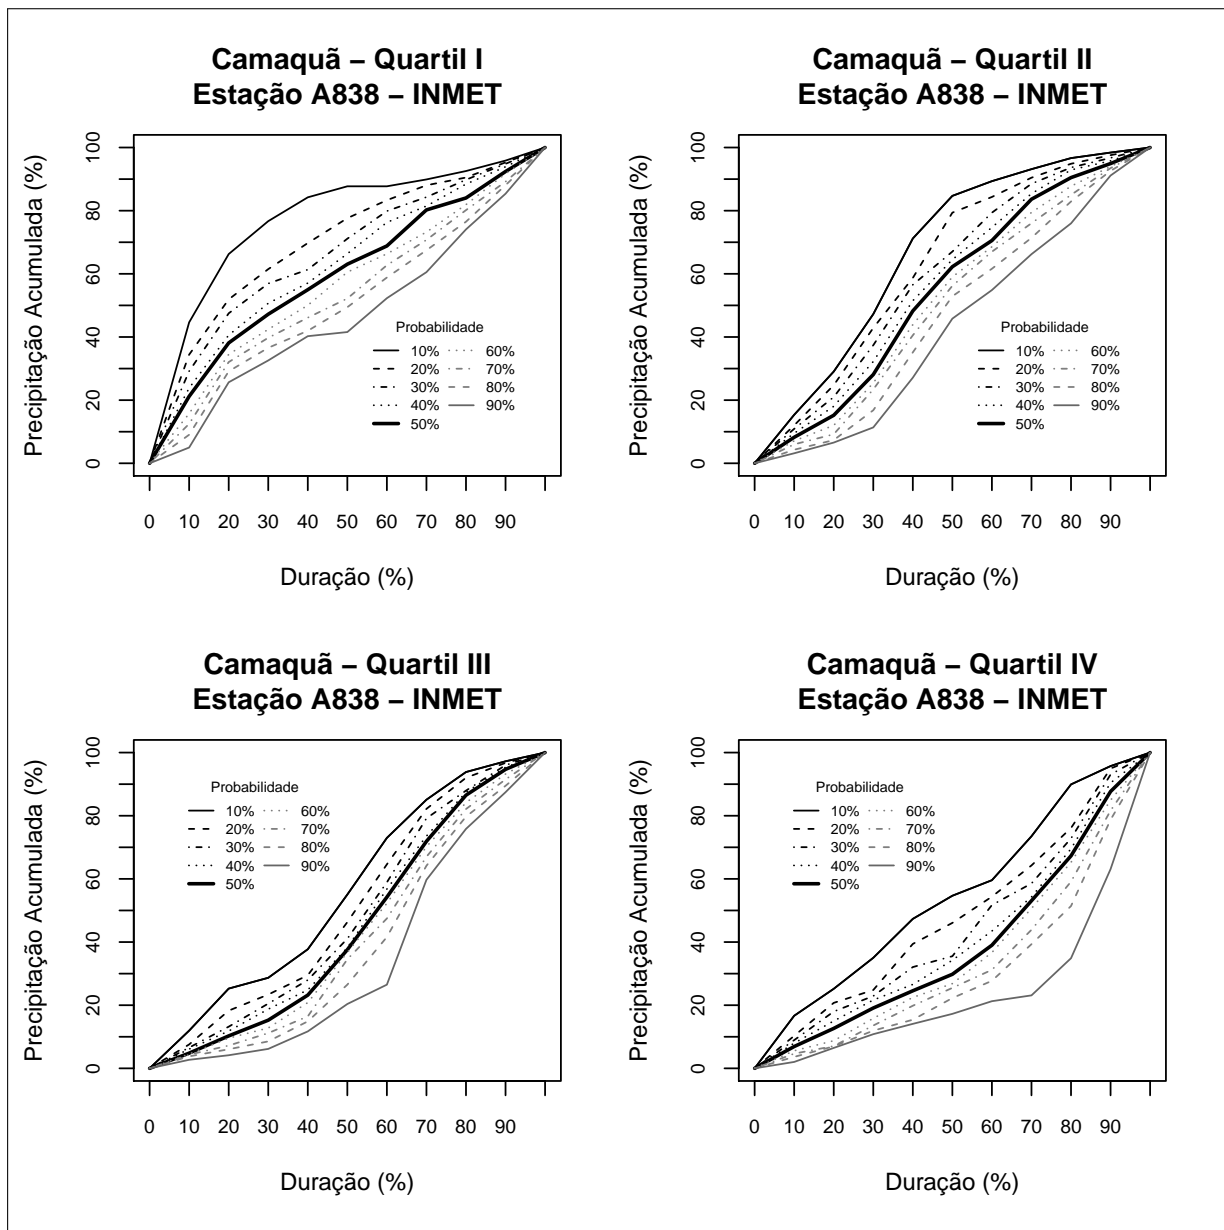 Camaquã – Quartil I
Estação A838 – INMET
Precipitação Acumulada (%)
0 20 40 60 80 100
Probabilidade
10% 60%
20% 70%
30% 80%
40% 90%
50%
0 10 20 30 40 50 60 70 80 90
Duração (%)
Camaquã – Quartil II
Estação A838 – INMET
Precipitação Acumulada (%)
0 20 40 60 80 100
Probabilidade
10% 60%
20% 70%
30% 80%
40% 90%
50%
0 10 20 30 40 50 60 70 80 90
Duração (%)
Camaquã – Quartil III
Estação A838 – INMET
Precipitação Acumulada (%)
0 20 40 60 80 100
Probabilidade
10% 60%
20% 70%
30% 80%
40% 90%
50%
0 10 20 30 40 50 60 70 80 90
Duração (%)
Camaquã – Quartil IV
Estação A838 – INMET
Precipitação Acumulada (%)
0 20 40 60 80 100
Probabilidade
10% 60%
20% 70%
30% 80%
40% 90%
50%
0 10 20 30 40 50 60 70 80 90
Duração (%)